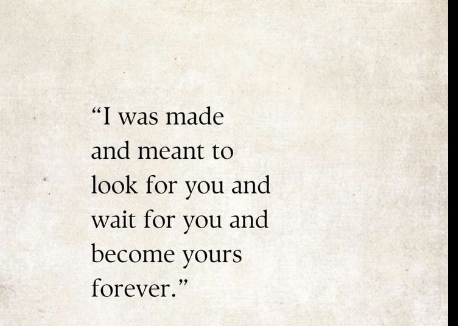 “I was made
and meant to
look for you and
wait for you and
become yours
forever.”